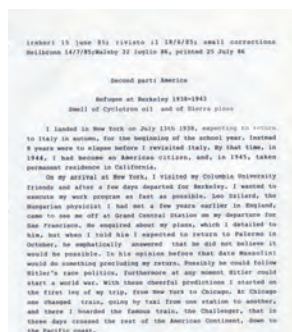 ischeri 15 june 85; rivisto il 18/6/85; small corrections
Heilbronn 14/7/85; 22 luglio 86, printed 25 July 86
Second part: America
Refugee at Berkeley 1938-1943
Smell of Cyclotron oil and of Sierra pines
I landed in New York on July 13th 1938, expecting to return
to Italy in autumn, for the beginning of the school year. Instead
9 years were to elapse before I revisited Italy. By that time, in
1944, I had become an American citizen, and, in 1945, taken
permanent residence in California.
On my arrival at New York, I visited my Columbia University
friends and after a few days departed for Berkeley. I wanted to
execute my work program as fast as possible. Leo Szilard, the
Hungarian physicist I had met a few years earlier in England,
came to see me off at Grand Central Station on my departure for
San Francisco. He enquired about my plans, which I detailed to
him, but when I told him I expected to return to Palermo in
October, he emphatically answered that he did not believe it
would be possible. In his opinion before that date Mussolini
would do something precluding my return. Possibly he could follow
Hitler's race politics, furthermore at any moment Hitler could
start a world war. With these cheerful predictions I started on
the first leg of my trip, from New York to Chicago. At Chicago
one changed train, going by taxi from one station to another,
and there I boarded the famous train, the Challenger, that in
three days crossed the rest of the American Continent, down to
the Pacific coast.